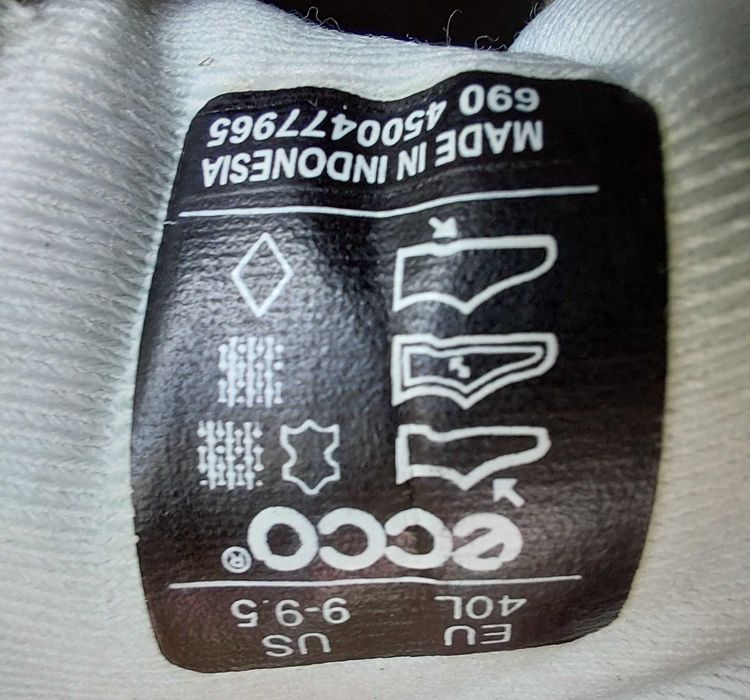 EU US
40L 9-9.5
ecco®
MADE IN INDONESIA
690 4500477965